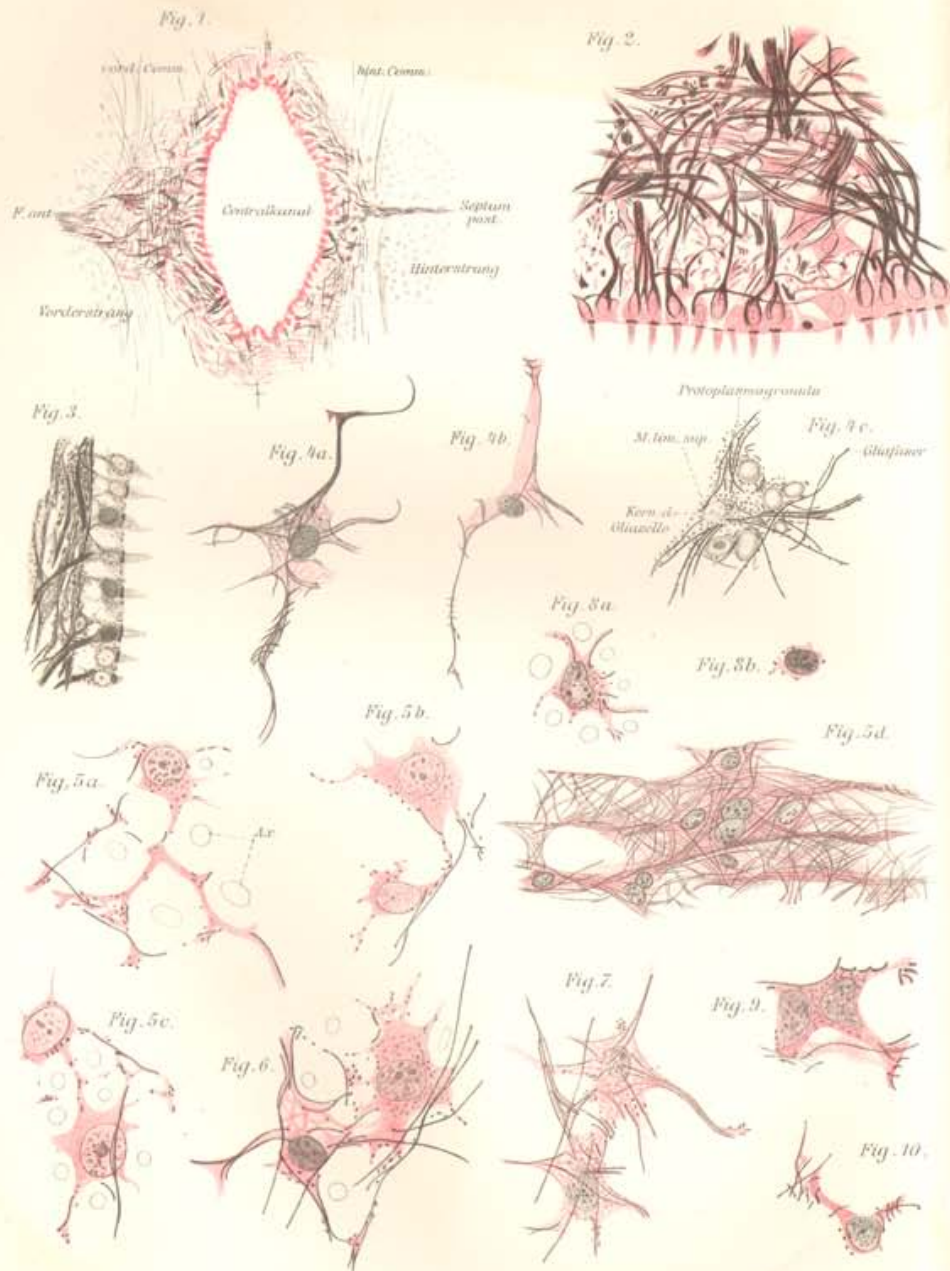 Fig. 1.
vord. Comm.
hint. Comm.
F. ant.
Centralkanal
Septum
post.
Vorderstrang
Hinterstrang
Fig. 2.
Fig. 3.
Fig. 4a.
Fig. 4b.
Protoplasmagranula
M. lim. sup.
Fig. 4c.
Gliafaser
Kern d.
Gliazelle
Fig. 8a.
Fig. 8b.
Fig. 5a.
Ax
Fig. 5b.
Fig. 5d.
Fig. 5c.
Fig. 6.
Fig. 7.
Fig. 9.
Fig. 10.